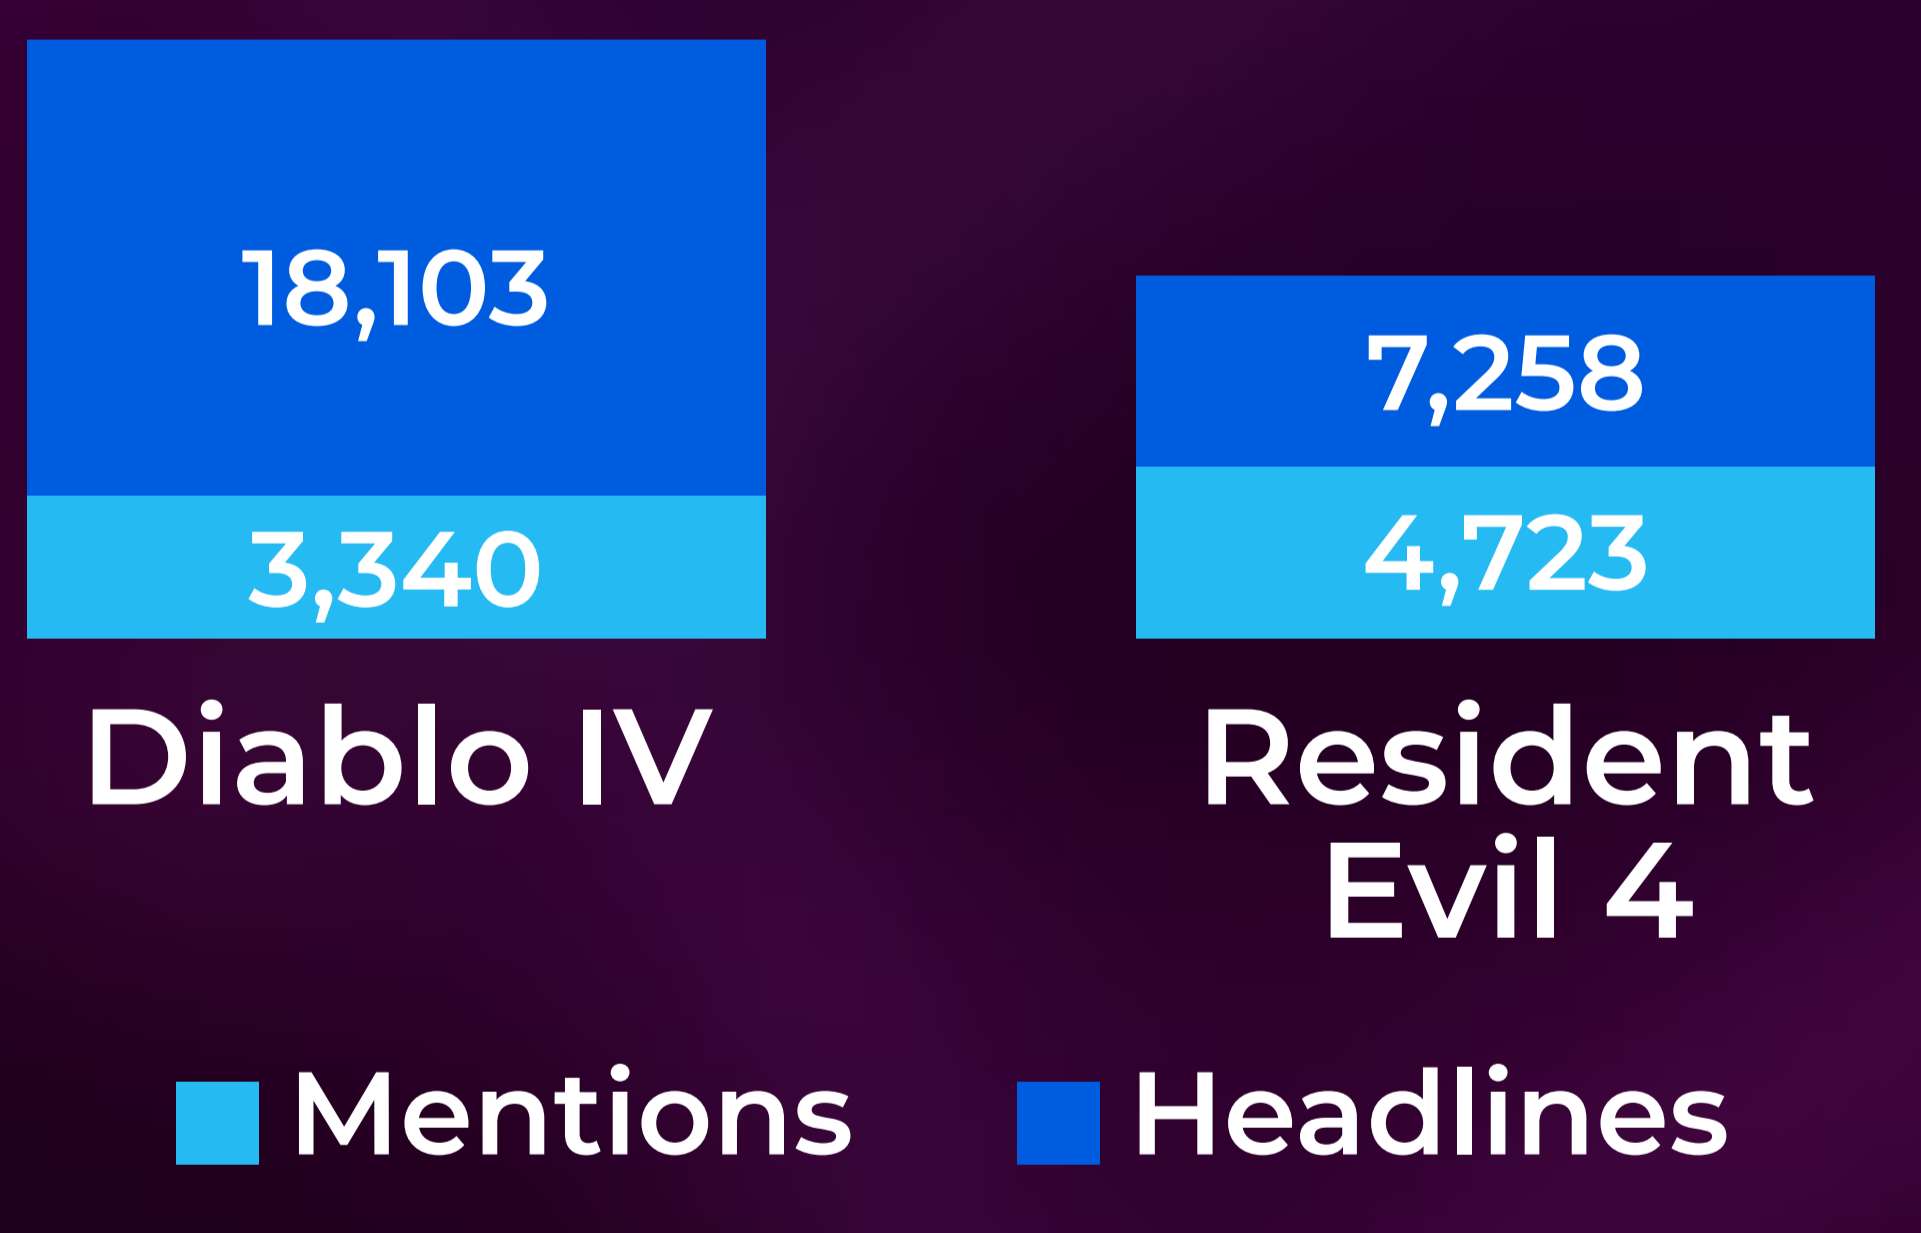 18,103
3,340
Diablo IV
7,258
4,723
Resident
Evil 4
Mentions
Headlines